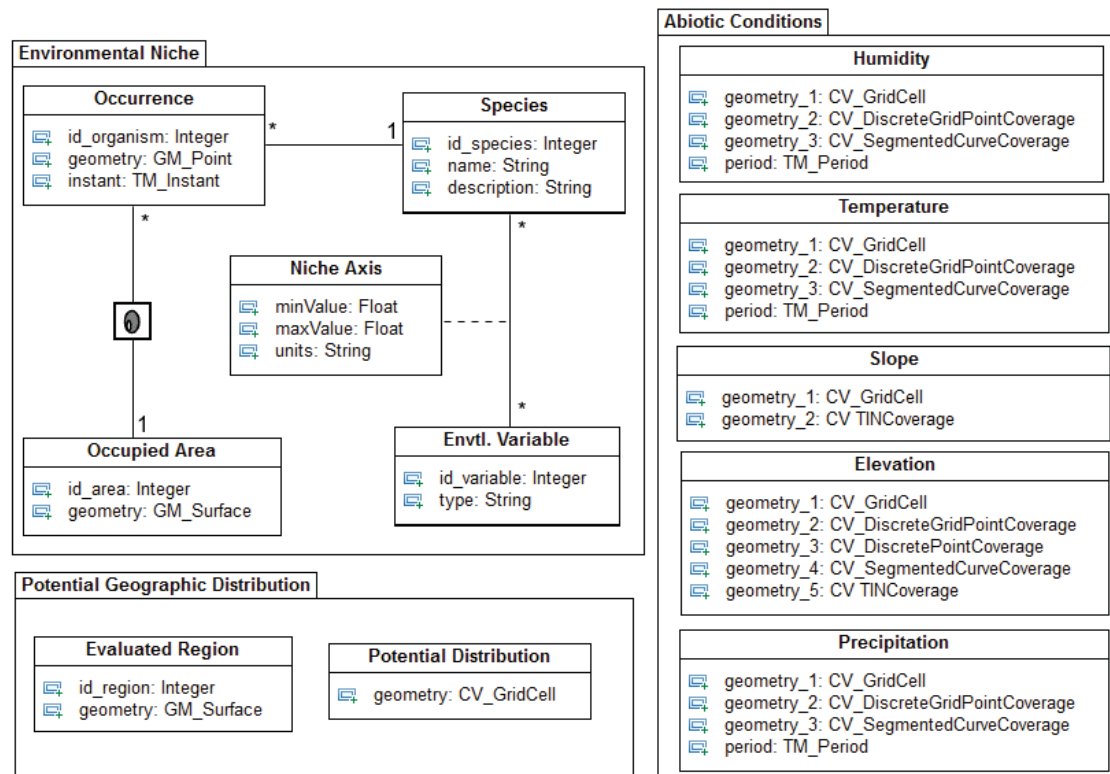 Environmental Niche
Occurrence
id_organism: Integer
geometry: GM_Point
instant: TM_Instant
*
1
Species
id_species: Integer
name: String
description: String
*
*
Niche Axis
minValue: Float
maxValue: Float
units: String
1
*
Occupied Area
id_area: Integer
geometry: GM_Surface
Envtl. Variable
id_variable: Integer
type: String
Potential Geographic Distribution
Evaluated Region
id_region: Integer
geometry: GM_Surface
Potential Distribution
geometry: CV_GridCell
Abiotic Conditions
Humidity
geometry_1: CV_GridCell
geometry_2: CV_DiscreteGridPointCoverage
geometry_3: CV_SegmentedCurveCoverage
period: TM_Period
Temperature
geometry_1: CV_GridCell
geometry_2: CV_DiscreteGridPointCoverage
geometry_3: CV_SegmentedCurveCoverage
period: TM_Period
Slope
geometry_1: CV_GridCell
geometry_2: CV TINCoverage
Elevation
geometry_1: CV_GridCell
geometry_2: CV_DiscreteGridPointCoverage
geometry_3: CV_DiscretePointCoverage
geometry_4: CV_SegmentedCurveCoverage
geometry_5: CV TINCoverage
Precipitation
geometry_1: CV_GridCell
geometry_2: CV_DiscreteGridPointCoverage
geometry_3: CV_SegmentedCurveCoverage
period: TM_Period